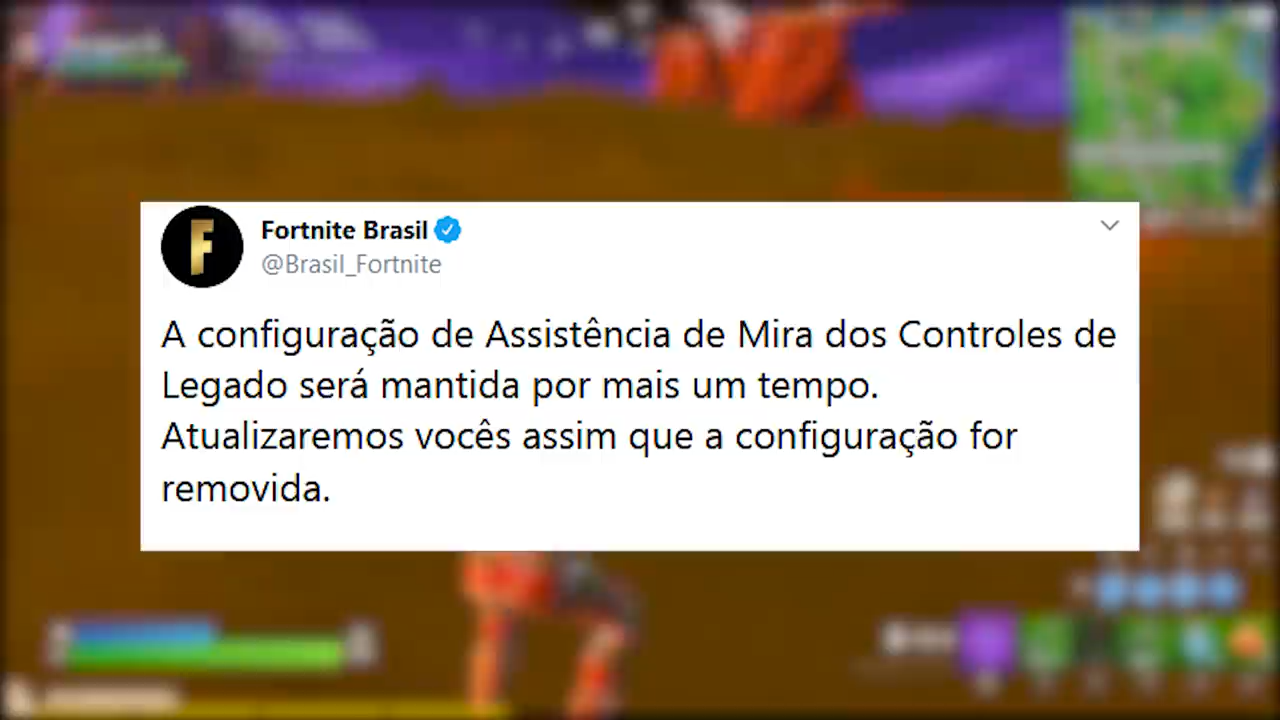 Fortnite Brasil
@Brasil_Fortnite
A configuração de Assistência de Mira dos Controles de
Legado será mantida por mais um tempo.
Atualizaremos vocês assim que a configuração for
removida.